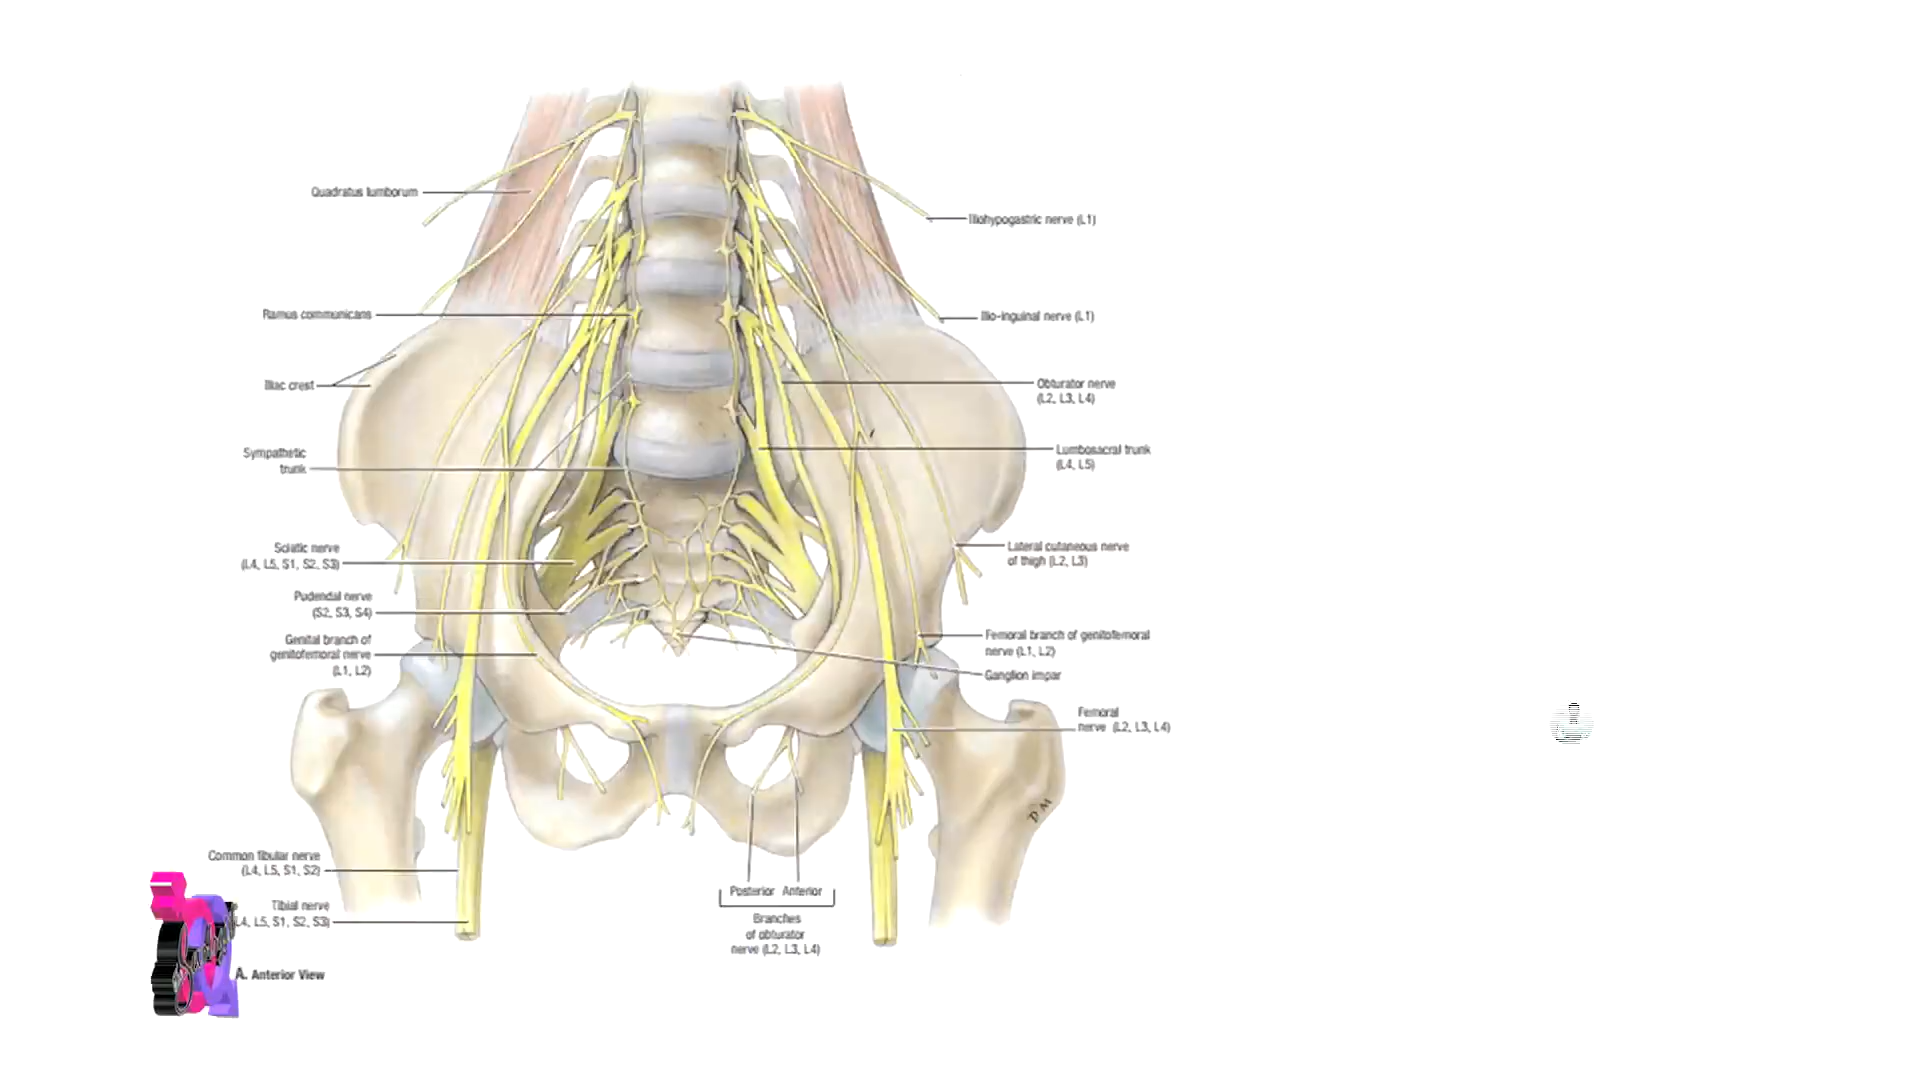 Quadratus lumborum
Ramus communicans
Iliac crest
Sympathetic
trunk
Sciatic nerve
(L4, L5, S1, S2, S3)
Pudendal nerve
(S2, S3, S4)
Genital branch of
genitofemoral nerve
(L1, L2)
Common fibular nerve
(L4, L5, S1, S2)
Tibial nerve
L4, L5, S1, S2, S3)
A. Anterior View
Iliohypogastric nerve (L1)
Ilio-inguinal nerve (L1)
Obturator nerve
(L2, L3, L4)
Lumbosacral trunk
(L4, L5)
Lateral cutaneous nerve
of thigh (L2, L3)
Femoral branch of genitofemoral
nerve (L1, L2)
Ganglion impar
Femoral
nerve (L2, L3, L4)
Posterior Anterior
Branches
of obturator
nerve (L2, L3, L4)